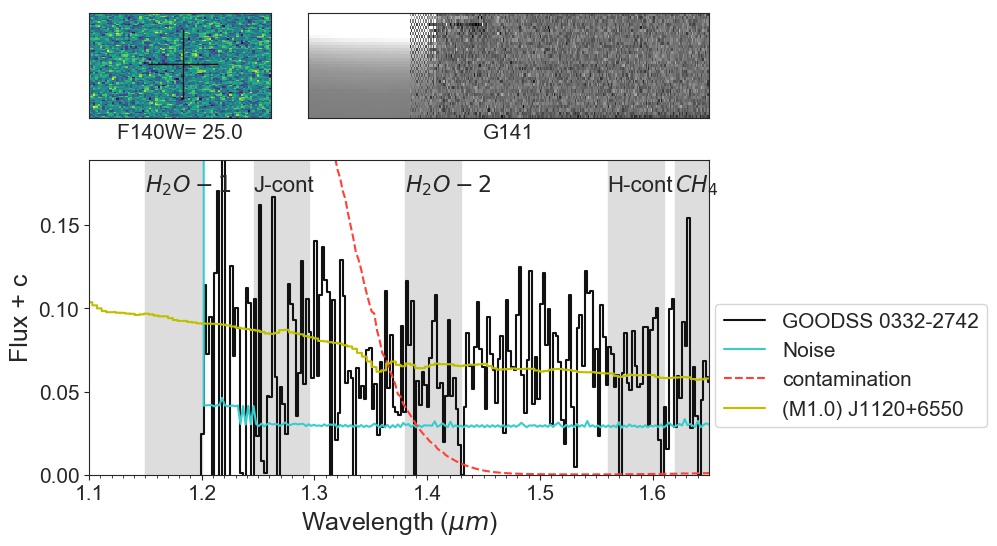 F140W= 25.0
G141
H₂O − 1
J-cont
H₂O − 2
H-cont
CH₄
0.15
0.10
0.05
0.00
Flux + c
1.1
1.2
1.3
1.4
1.5
1.6
Wavelength (μm)
GOODSS 0332-2742
Noise
contamination
(M1.0) J1120+6550